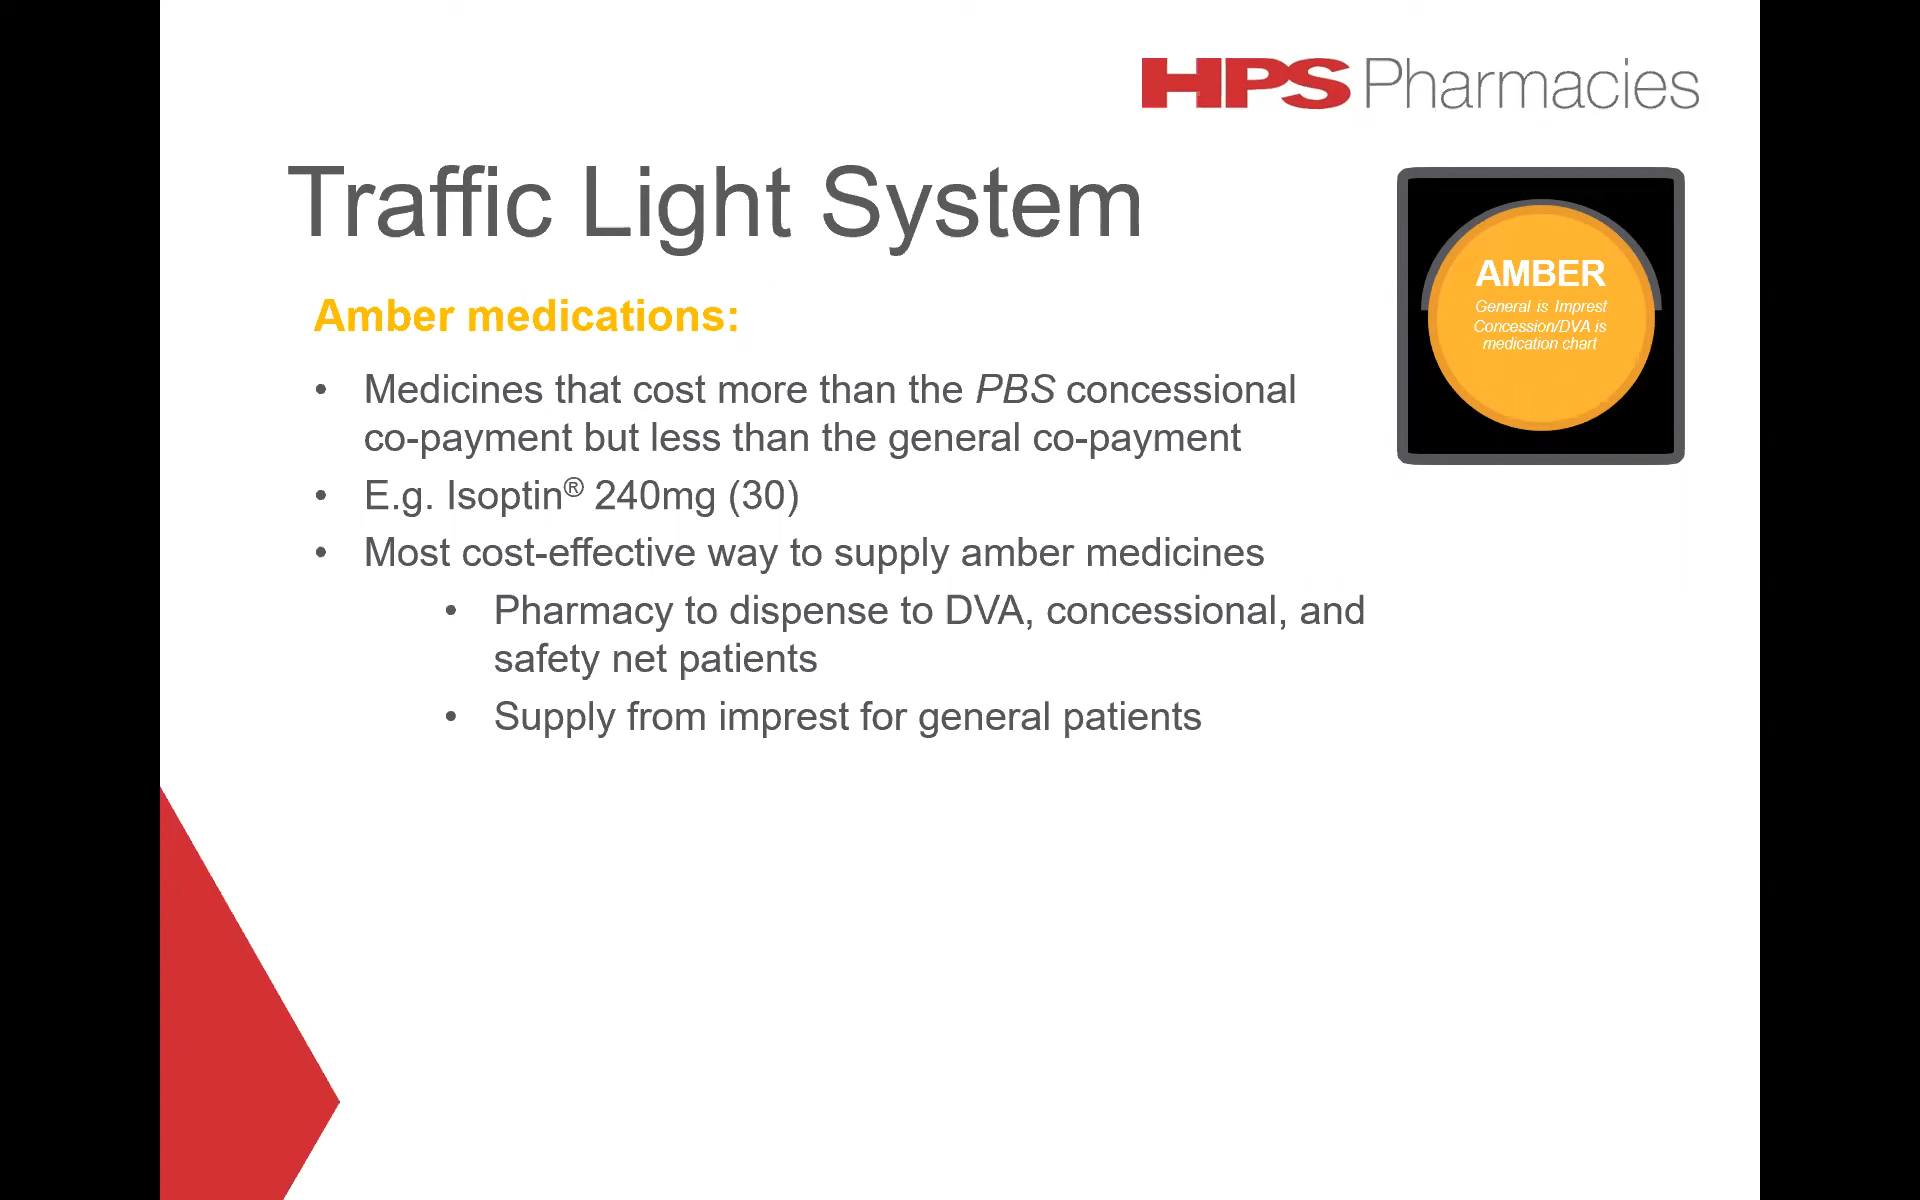 HPS Pharmacies
Traffic Light System
AMBER
General is Imprest
Concession/DVA is
medication chart
Amber medications:
• Medicines that cost more than the PBS concessional
co-payment but less than the general co-payment
• E.g. Isoptin® 240mg (30)
• Most cost-effective way to supply amber medicines
• Pharmacy to dispense to DVA, concessional, and
safety net patients
• Supply from imprest for general patients